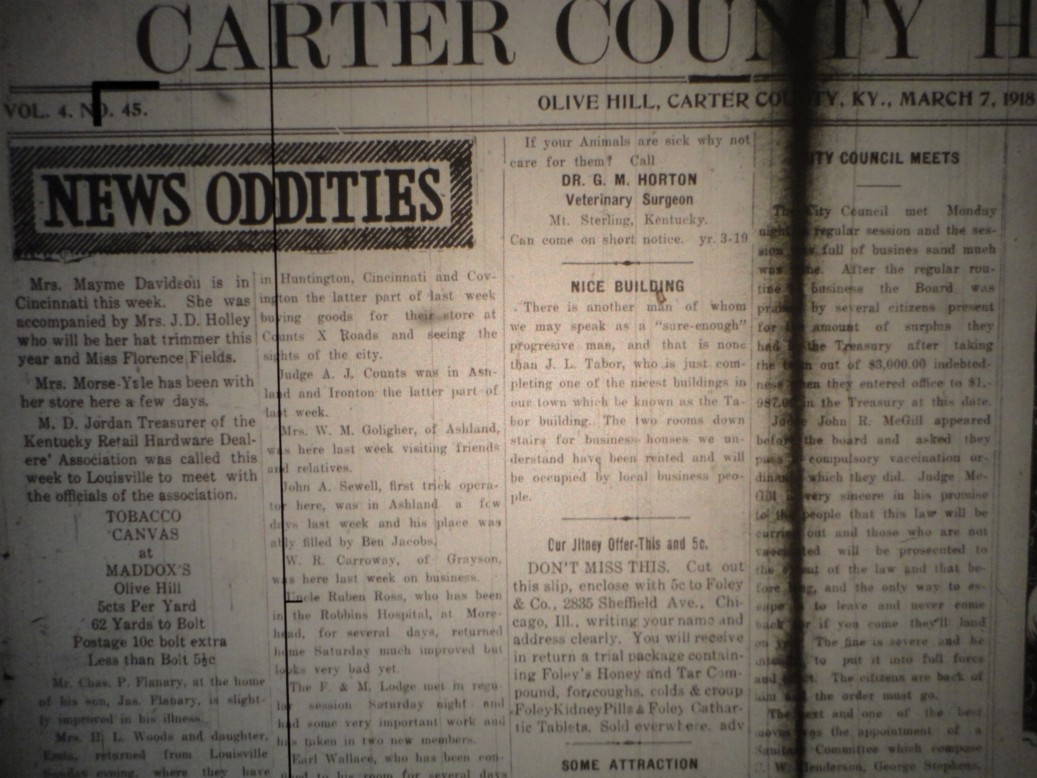 CARTER COUNTY H
VOL. 4. NO. 45.
OLIVE HILL, CARTER COUNTY, KY., MARCH 7, 1918
NEWS ODDITIES
Mrs. Mayme Davidson is in
Cincinnati this week. She was
accompanied by Mrs. J.D. Holley
who will be her hat trimmer this
year and Miss Florence Fields.
Mrs. Morse-Ysle has been with
her store here a few days.
M. D. Jordan Treasurer of the
Kentucky Retail Hardware Deal-
ere' Association was called this
week to Louisville to meet with
the officials of the association.
TOBACCO
CANVAS
at
MADDOX'S
Olive Hill
5cts Per Yard
62 Yards to Bolt
Postage 10c bolt extra
Less than Bolt 5½c
Mr. Chas. P. Flanary, at the home
of his son, Jas. Flanary, is slight-
ly improved in his illness.
Mrs. H. L. Woods and daughter,
returned from Louisville
Sunday evening, where they have
in Huntington, Cincinnati and Cov-
ington the latter part of last week
buying goods for their store at
Counts X Roads and seeing the
sights of the city.
Judge A. J. Counts was in Ash-
land and Ironton the latter part of
last week.
Mrs. W. M. Goligher, of Ashland,
was here last week visiting friends
and relatives.
John A. Sewell, first trick opera-
tor here, was in Ashland a few
days last week and his place was
ably filled by Ben Jacobs.
W. R. Carroway, of Grayson,
was here last week on business.
Uncle Ruben Ross, who has been
in the Robbins Hospital, at More-
head, for several days, returned
home Saturday much improved but
looks very bad yet.
The F. & M. Lodge met in regu-
lar session Saturday night and
had some very important work and
has taken in two new members.
Earl Wallace, who has been con-
to his room for several days
If your Animals are sick why not
care for them? Call
DR. G. M. HORTON
Veterinary Surgeon
Mt. Sterling, Kentucky.
Can come on short notice. yr. 3-19
NICE BUILDING
There is another man of whom
we may speak as a "sure-enough"
progresive man, and that is none
than J. L. Tabor, who is just com-
pleting one of the nicest buildings in
our town which be known as the Ta-
bor building. The two rooms down
stairs for business houses we un-
derstand have been rented and will
be occupied by local business peo-
ple.
Cur Jitney Offer-This and 5c.
DON'T MISS THIS. Cut out
this slip, enclose with 5c to Foley
& Co., 2835 Sheffield Ave., Chi-
cago, Ill., writing your name and
address clearly. You will receive
in return a trial package contain-
ing Foley's Honey and Tar Com-
pound, for coughs, colds & croup
Foley Kidney Pills & Foley Cathar-
tic Tablets. Sold everwhere. adv
SOME ATTRACTION
CITY COUNCIL MEETS
The City Council met Monday
night regular session and the ses-
sion full of busines sand much
was After the regular rou-
tine business the Board was
by several citizens present
for amount of surplus they
had the Treasury after taking
the out of $3,000.00 indebted-
ness when they entered office to $1,-
in the Treasury at this date.
Judge John R. McGill appeared
before the board and asked they
pass compulsory vaccination or-
which they did. Judge Mc-
Gill very sincere in his promise
to the people that this law will be
carried out and those who are not
will be prosecuted to
the of the law and that be-
and the only way to es-
cape to leave and never come
back or if you come they'll land
on The fine is severe and he
to put it into full force
and The citizens are back of
him the order must go.
The next and one of the best
was the appointment of a
Sanitary Committee which compose
W. Henderson, George Stephens,